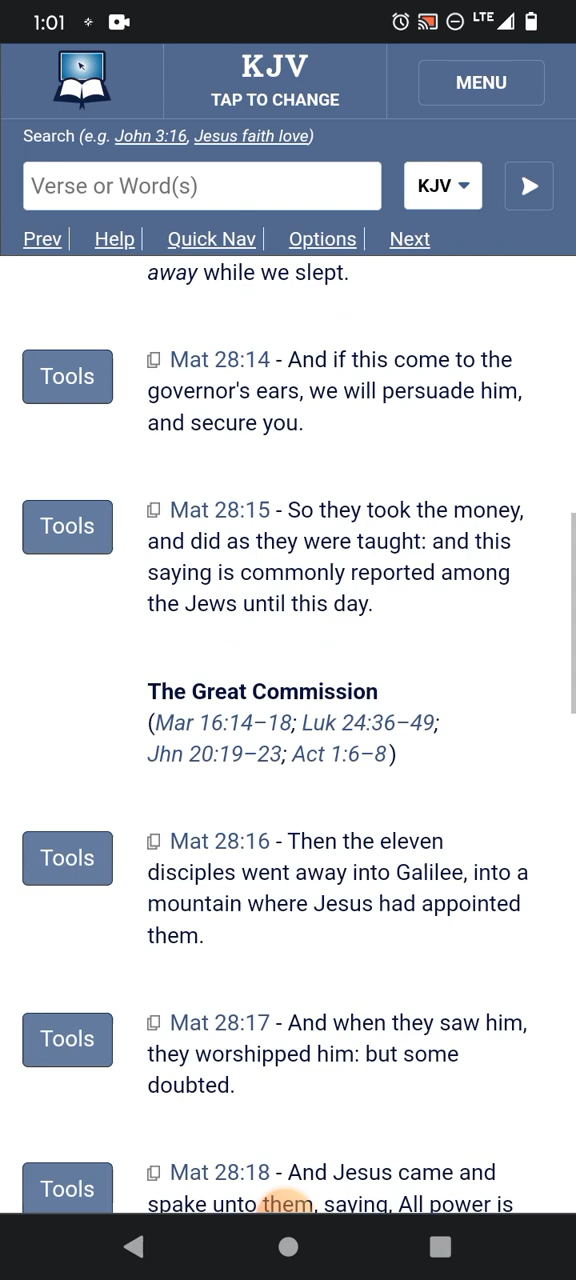 1:01
LTE
KJV
TAP TO CHANGE
MENU
Search (e.g. John 3:16, Jesus faith love)
Verse or Word(s)
KJV
Prev
Help
Quick Nav
Options
Next
away while we slept.
Tools
Mat 28:14 - And if this come to the
governor's ears, we will persuade him,
and secure you.
Tools
Mat 28:15 - So they took the money,
and did as they were taught: and this
saying is commonly reported among
the Jews until this day.
The Great Commission
(Mar 16:14–18; Luk 24:36–49;
Jhn 20:19–23; Act 1:6–8)
Tools
Mat 28:16 - Then the eleven
disciples went away into Galilee, into a
mountain where Jesus had appointed
them.
Tools
Mat 28:17 - And when they saw him,
they worshipped him: but some
doubted.
Tools
Mat 28:18 - And Jesus came and
spake unto them, saying, All power is